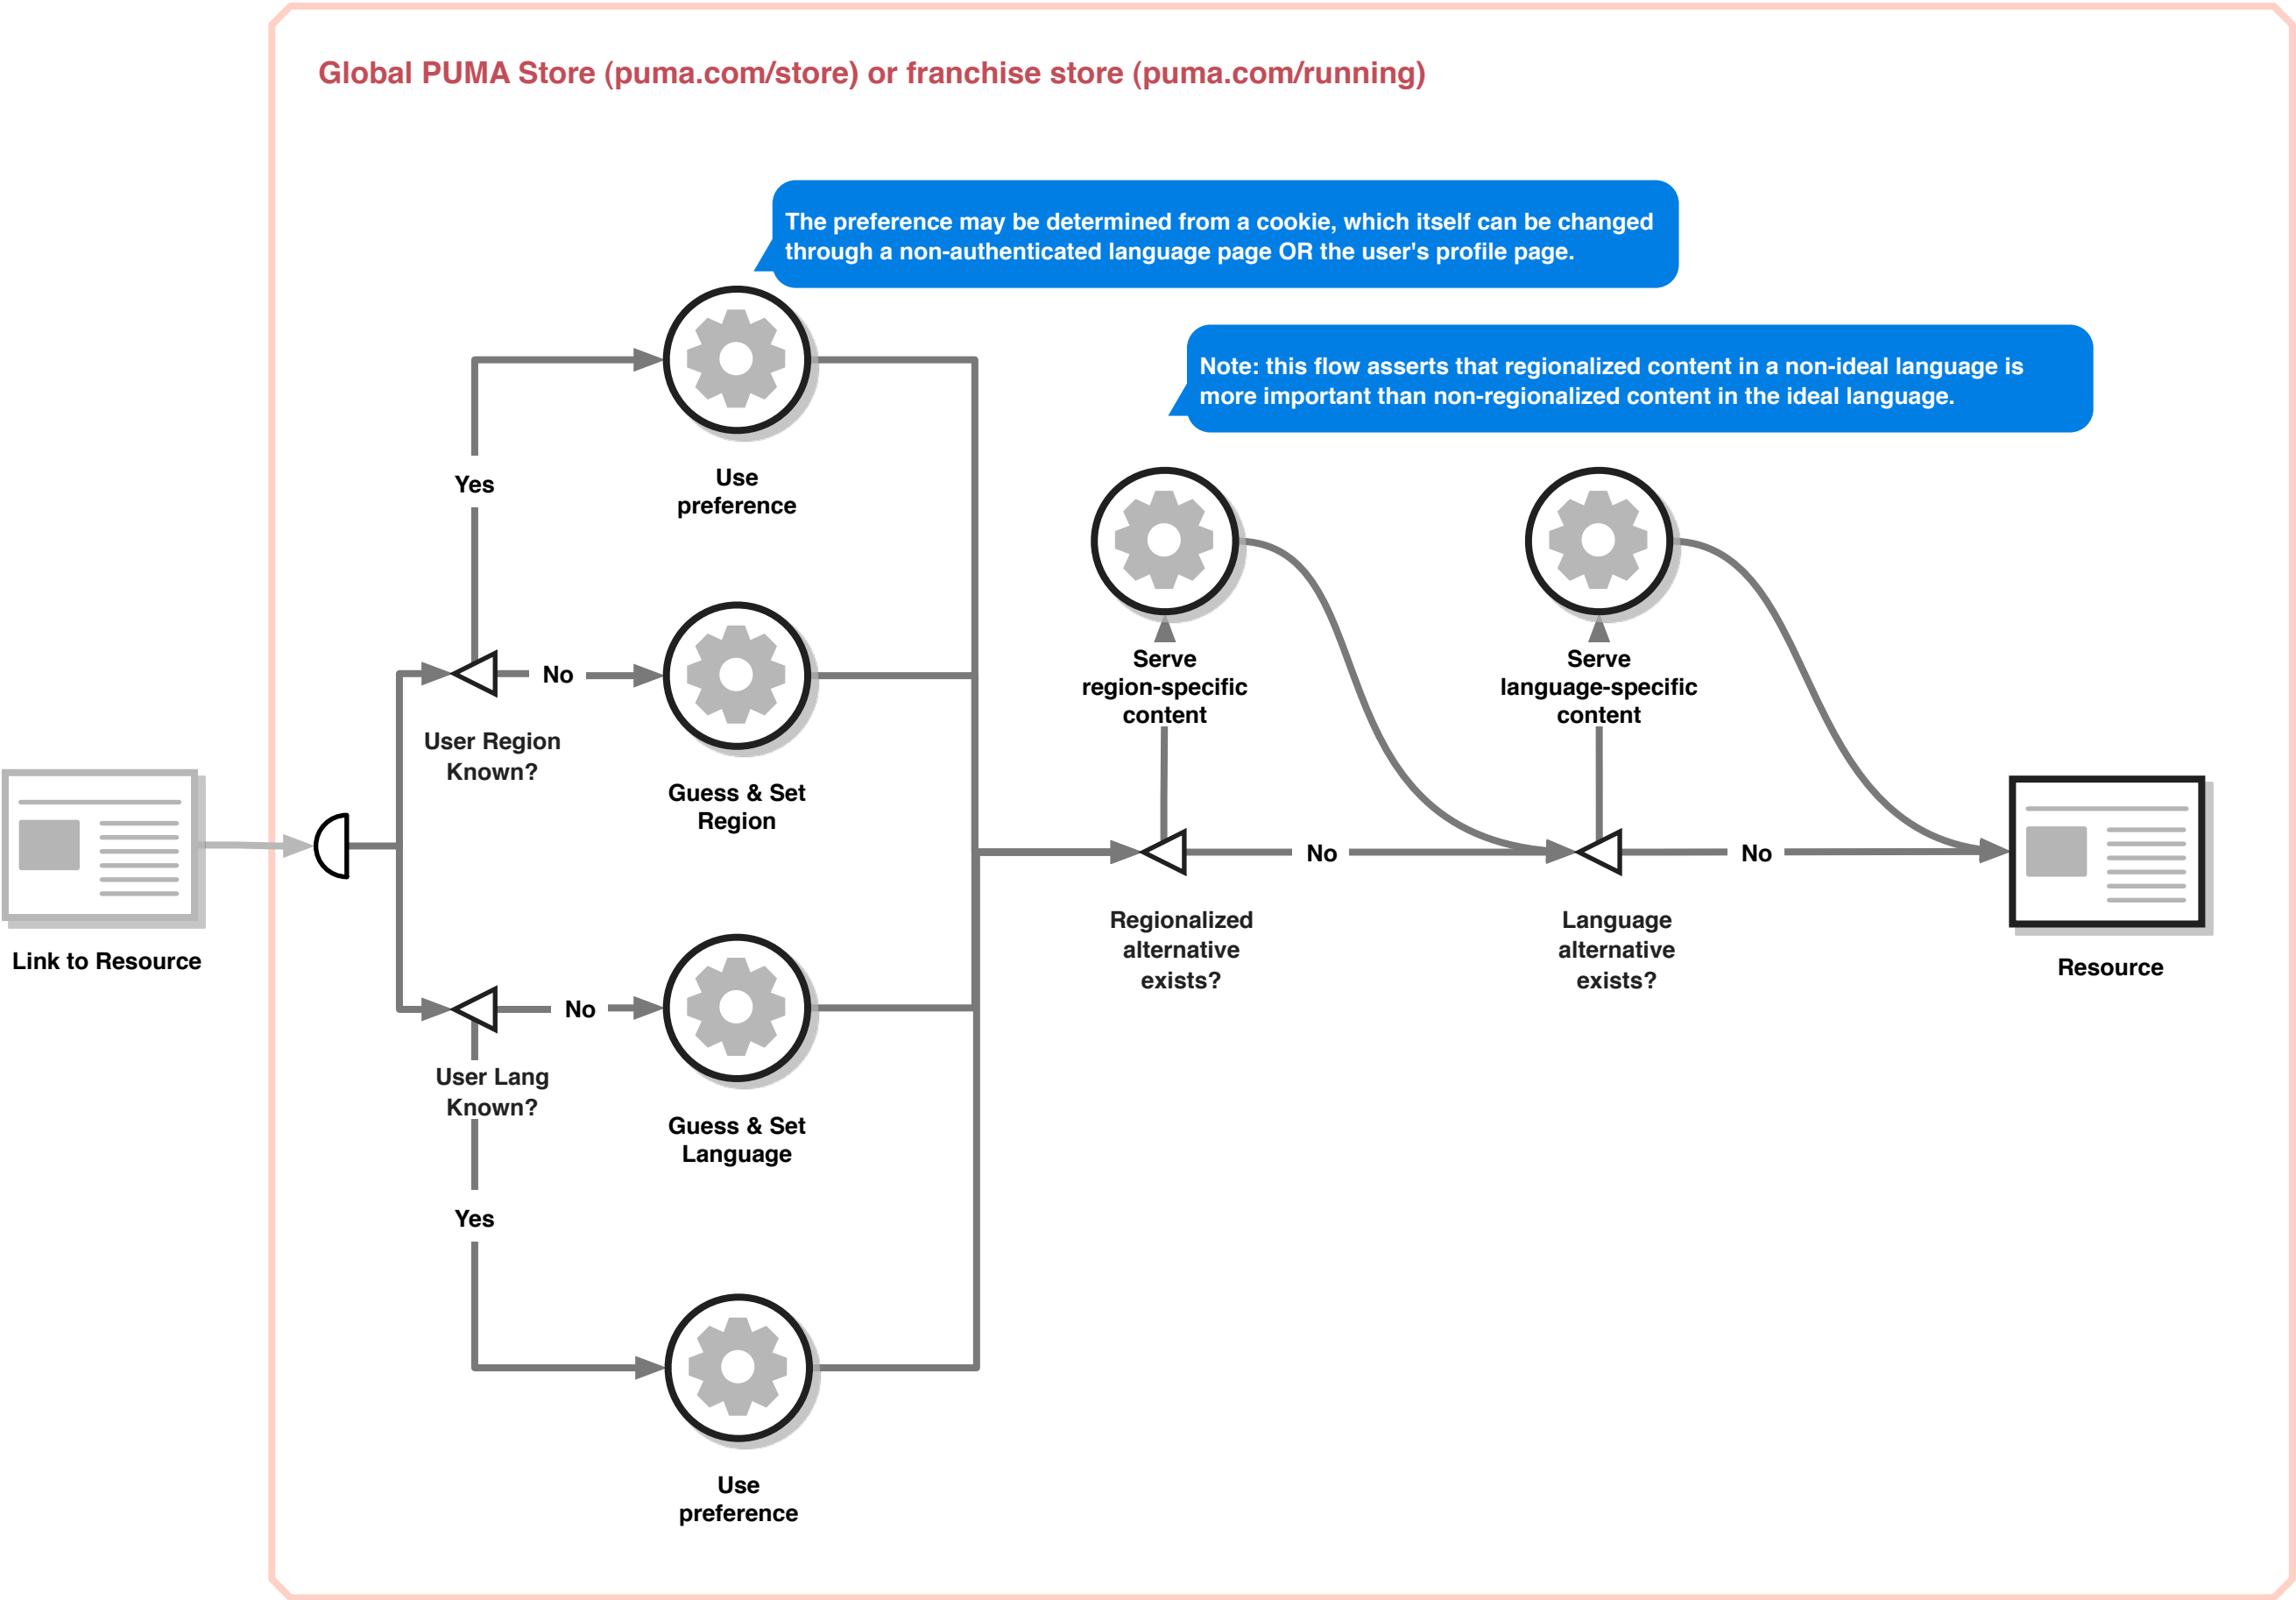 Global PUMA Store (puma.com/store) or franchise store (puma.com/running)
The preference may be determined from a cookie, which itself can be changed
through a non-authenticated language page OR the user's profile page.
Note: this flow asserts that regionalized content in a non-ideal language is
more important than non-regionalized content in the ideal language.
Yes
Use
preference
No
User Region
Known?
Guess & Set
Region
Serve
region-specific
content
Serve
language-specific
content
Link to Resource
No
No
Regionalized
alternative
exists?
Language
alternative
exists?
Resource
No
User Lang
Known?
Guess & Set
Language
Yes
Use
preference